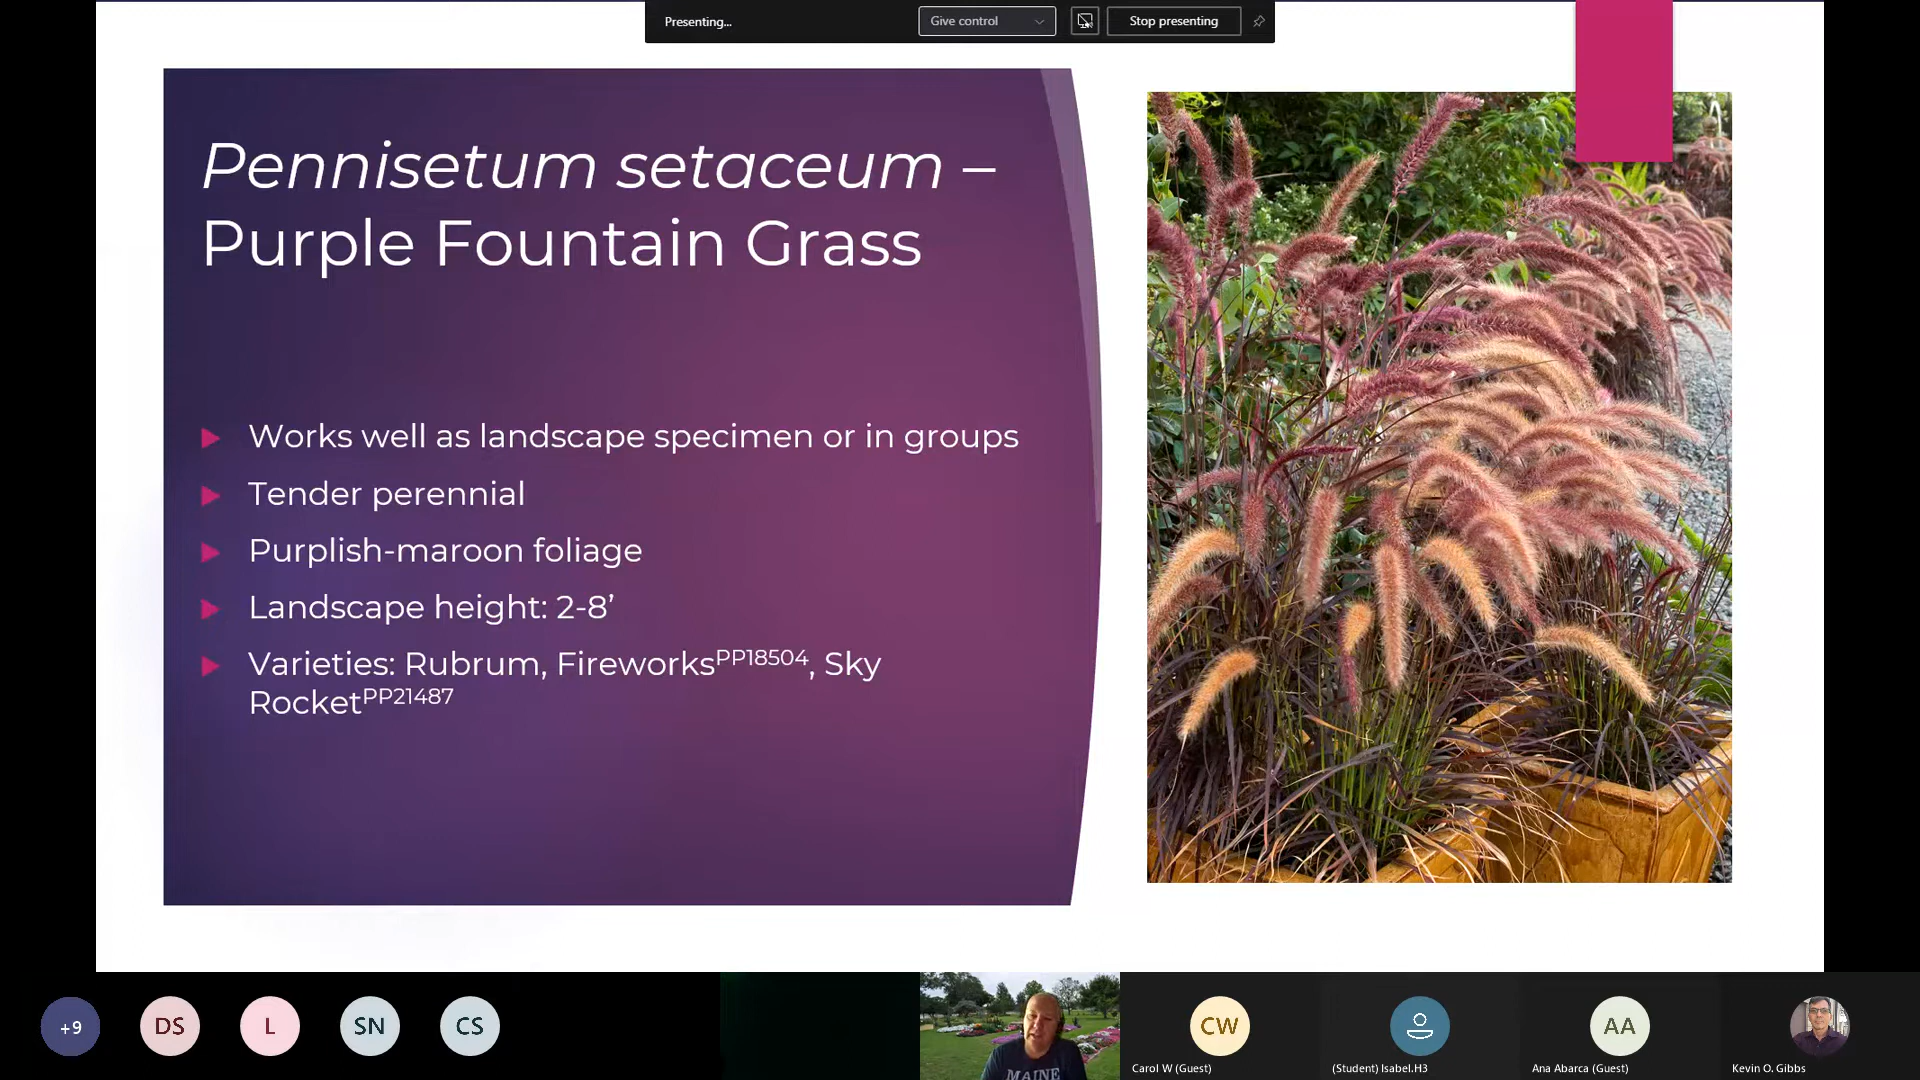 Presenting...
Give control
Stop presenting
Pennisetum setaceum –
Purple Fountain Grass
Works well as landscape specimen or in groups
Tender perennial
Purplish-maroon foliage
Landscape height: 2-8’
Varieties: Rubrum, FireworksPP18504, Sky
RocketPP21487
+9
DS
L
SN
CS
MAINE
CW
AA
Carol W (Guest)
(Student) Isabel.H3
Ana Abarca (Guest)
Kevin O. Gibbs